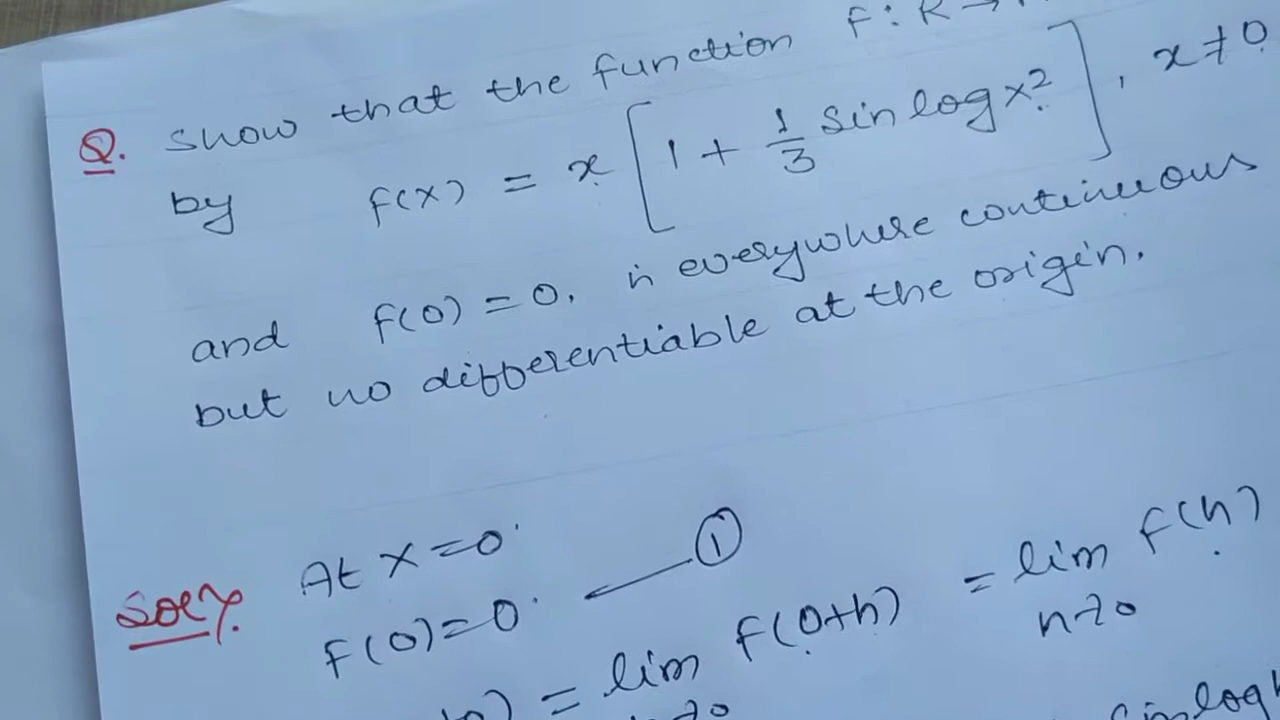 Q. Show that the function f: R →
by f(x) = x [1 + 1/3 sin log x²], x≠0
and f(0) = 0. is everywhere continuous
but no differentiable at the origin.
Soln. At x=0
f(0)=0. ——— ①
= lim f(0+h) = lim f(h)
h→0